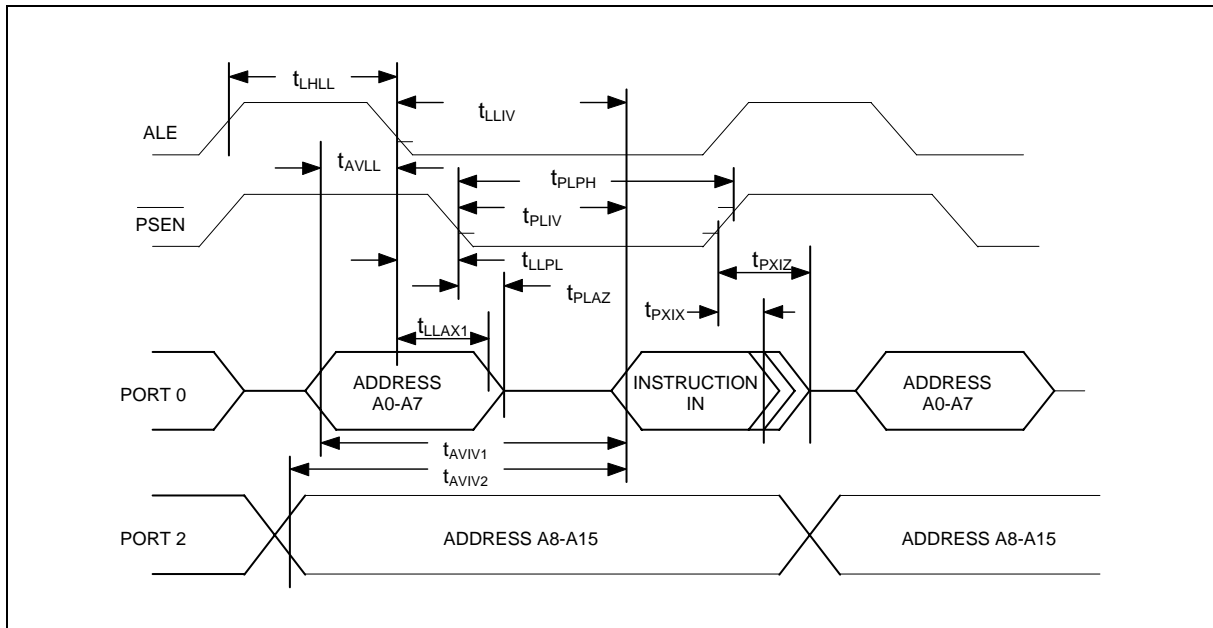 tLHLL
tLLIV
ALE
tAVLL
tPLPH
PSEN
tPLIV
tLLPL
tPXIZ
tPLAZ
tPXIX
tLLAX1
PORT 0
ADDRESS
A0-A7
INSTRUCTION
IN
ADDRESS
A0-A7
tAVIV1
tAVIV2
PORT 2
ADDRESS A8-A15
ADDRESS A8-A15